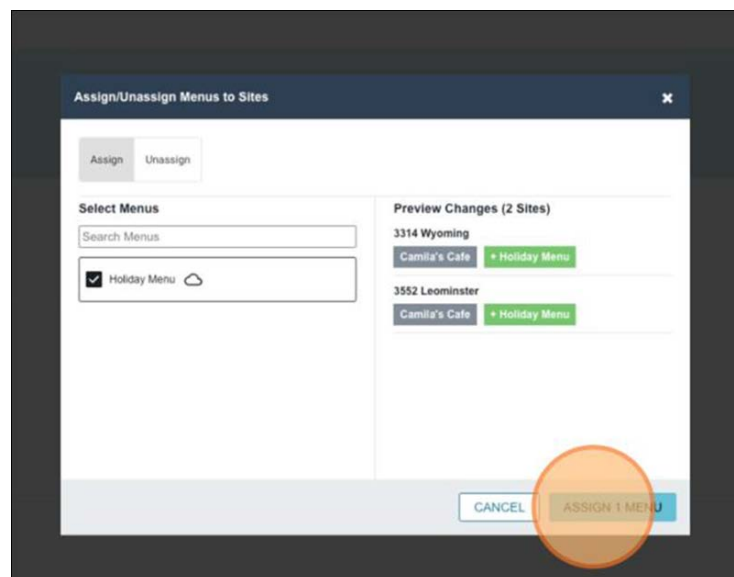 Assign/Unassign Menus to Sites
Assign Unassign
Select Menus
Search Menus
Holiday Menu
Preview Changes (2 Sites)
3314 Wyoming
Camila's Cafe + Holiday Menu
3552 Leominster
Camila's Cafe + Holiday Menu
CANCEL ASSIGN 1 MENU